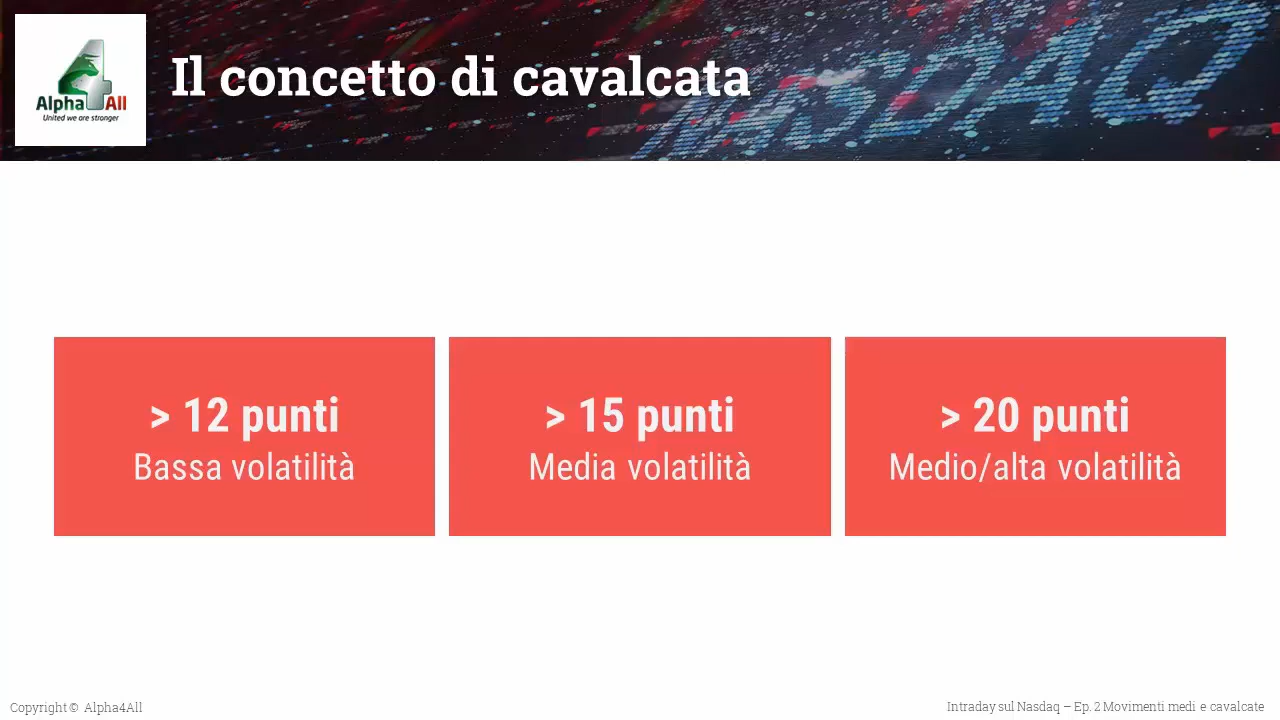 Alpha4All
United we are stronger
Il concetto di cavalcata
NASDAQ
> 12 punti
Bassa volatilità
> 15 punti
Media volatilità
> 20 punti
Medio/alta volatilità
Copyright © Alpha4All
Intraday sul Nasdaq – Ep. 2 Movimenti medi e cavalcate